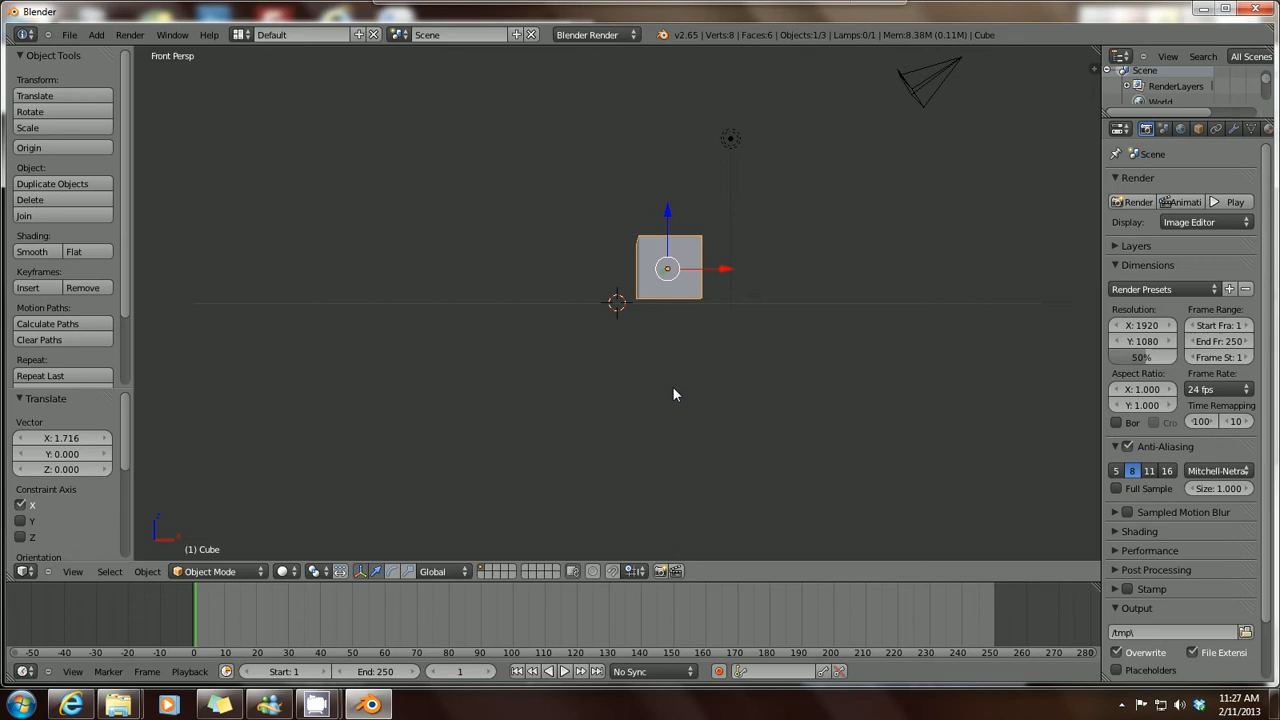 Blender
File Add Render Window Help Default Scene Blender Render v2.65 | Verts:8 | Faces:6 | Objects:1/3 | Lamps:0/1 | Mem:8.38M (0.11M) | Cube
Object Tools
Transform:
Translate
Rotate
Scale
Origin
Object:
Duplicate Objects
Delete
Join
Shading:
Smooth Flat
Keyframes:
Insert Remove
Motion Paths:
Calculate Paths
Clear Paths
Repeat:
Repeat Last
Translate
Vector
X: 1.716
Y: 0.000
Z: 0.000
Constraint Axis
X
Y
Z
Orientation
Front Persp
z
x
(1) Cube
View Select Object Object Mode Global
-50 -40 -30 -20 -10 0 10 20 30 40 50 60 70 80 90 100 110 120 130 140 150 160 170 180 190 200 210 220 230 240 250 260 270 280
View Marker Frame Playback Start: 1 End: 250 1 No Sync
View Search All Scenes
Scene
RenderLayers
World
Scene
Render
Render Animati Play
Display: Image Editor
Layers
Dimensions
Render Presets
Resolution: Frame Range:
X: 1920 Start Fra: 1
Y: 1080 End Fr: 250
50% Frame St: 1
Aspect Ratio: Frame Rate:
X: 1.000 24 fps
Y: 1.000 Time Remapping
Bor Cro 100 10
Anti-Aliasing
5 8 11 16 Mitchell-Netra
Full Sample Size: 1.000
Sampled Motion Blur
Shading
Performance
Post Processing
Stamp
Output
/tmp\
Overwrite File Extensi
Placeholders
11:27 AM
2/11/2013